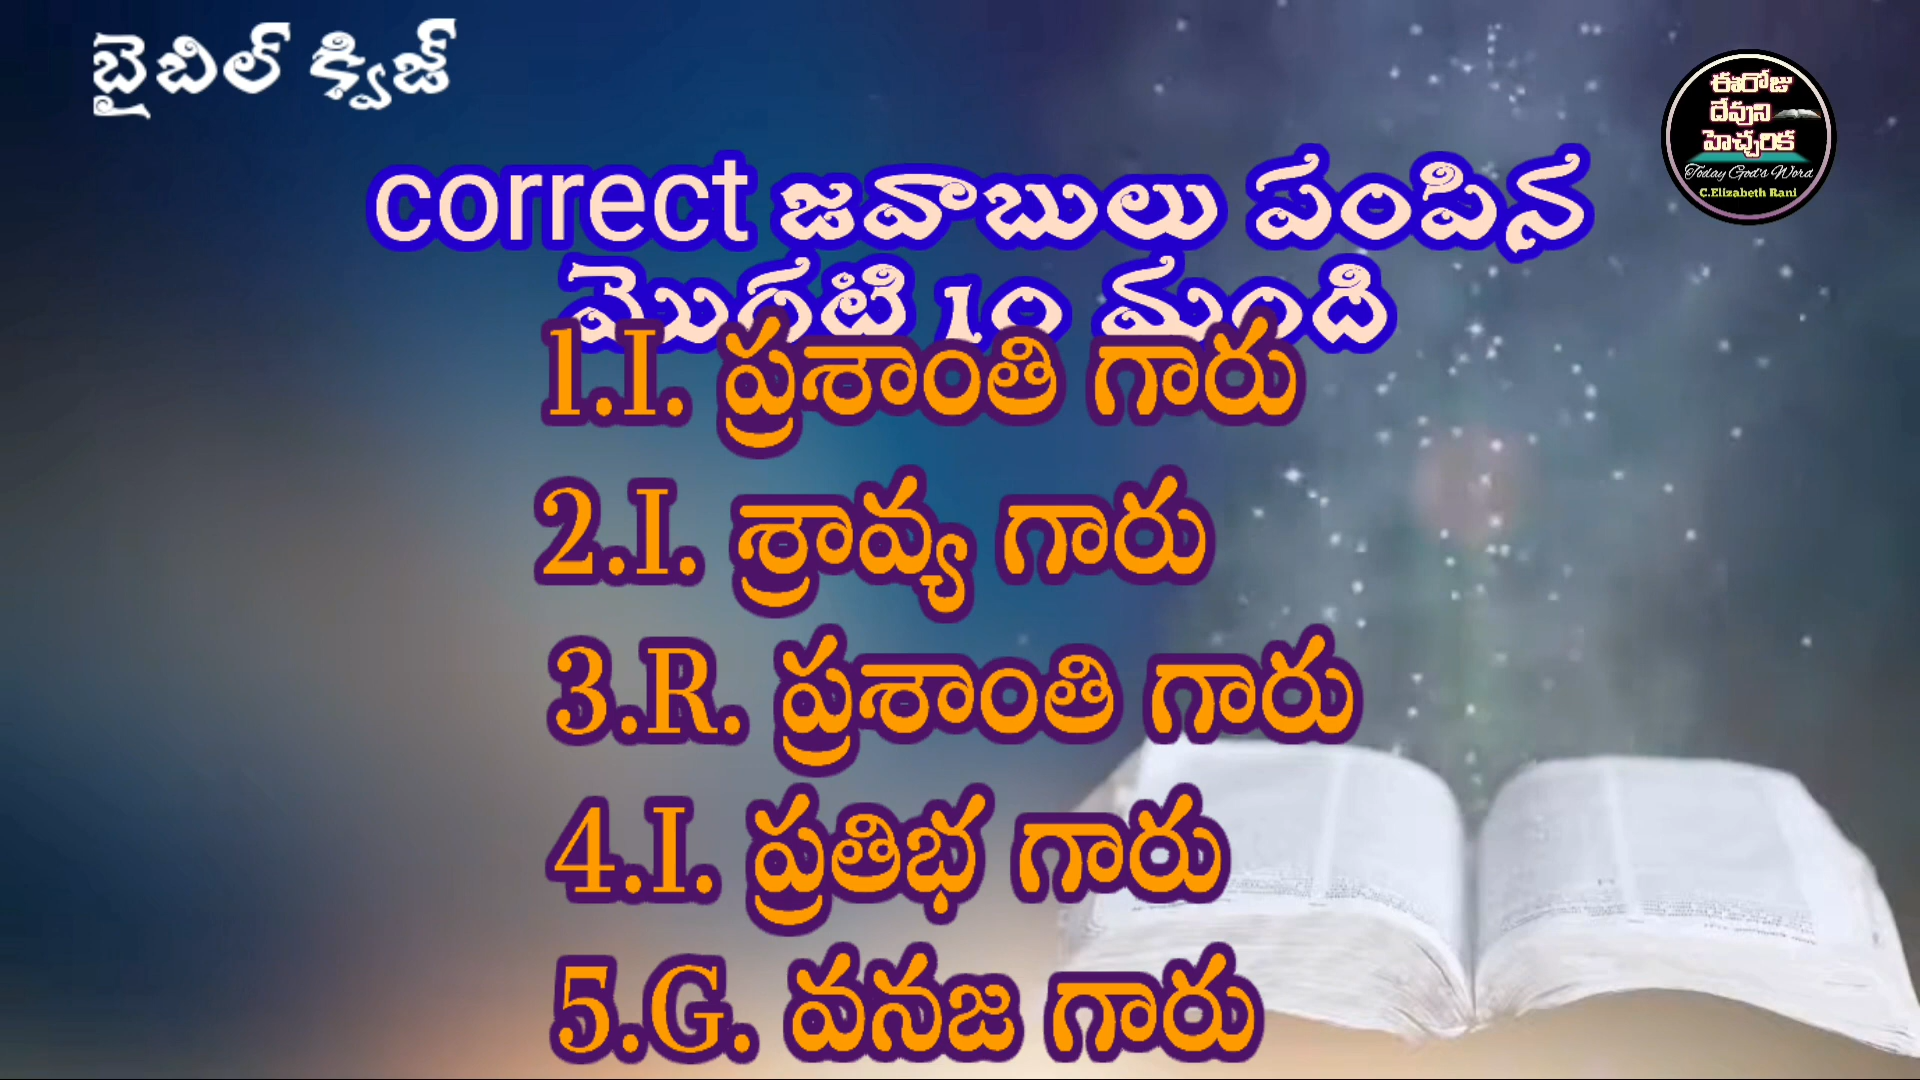 బైబిల్ క్విజ్
ఈరోజు
దేవుని
హెచ్చరిక
Today God's Word
C.Elizabeth Rani
correct జవాబులు పంపిన
మొదటి 10 మంది
1.I. ప్రశాంతి గారు
2.I. శ్రావ్య గారు
3.R. ప్రశాంతి గారు
4.I. ప్రతిభ గారు
5.G. వనజ గారు